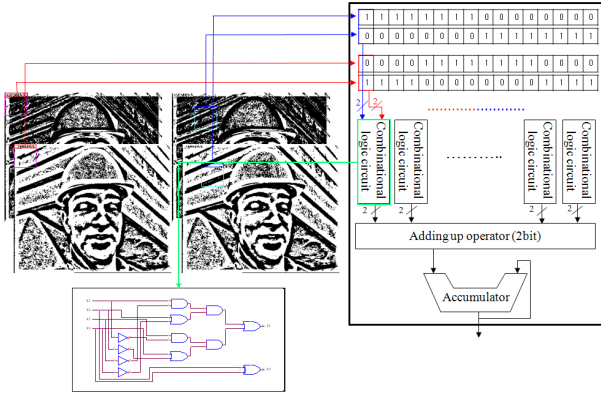 1 1 1 1 1 1 1 1 0 0 0 0 0 0 0 0
0 0 0 0 0 0 0 1 1 1 0 0 0 1 1 1
0 0 0 0 1 1 1 1 1 0 0 0 0 0 0 0
1 1 1 1 1 1 0 0 0 0 0 0 1 1 1 1
2 2
Combinational logic circuit
Combinational logic circuit
Combinational logic circuit
Combinational logic circuit
2 2 2 2
Adding up operator (2bit)
Accumulator